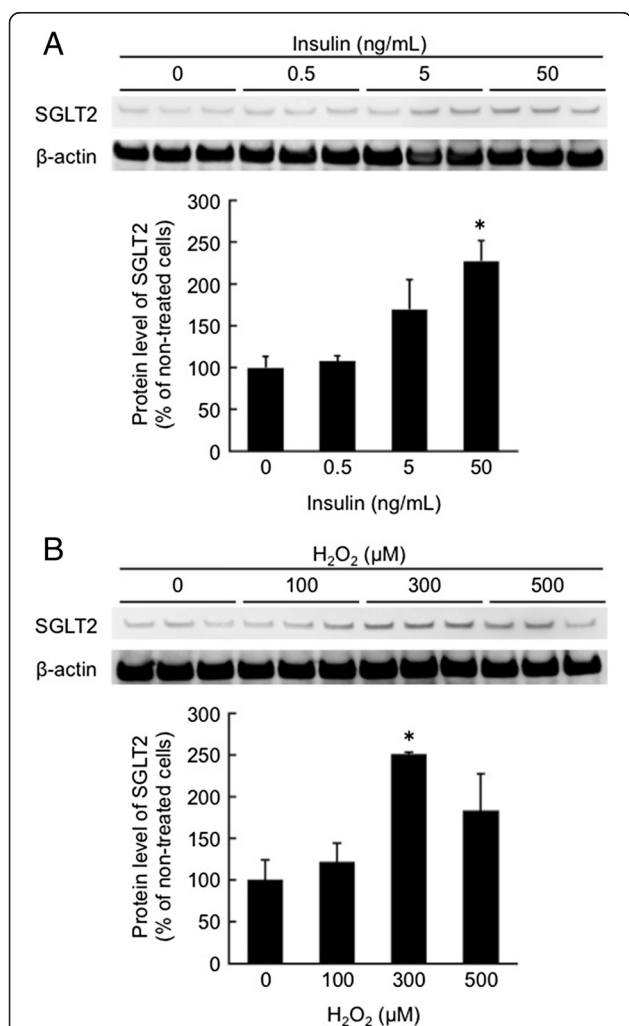 A
Insulin (ng/mL)
0 0.5 5 50
SGLT2
β-actin
Protein level of SGLT2
(% of non-treated cells)
300
250
200
150
100
50
0
*
0 0.5 5 50
Insulin (ng/mL)
B
H₂O₂ (μM)
0 100 300 500
SGLT2
β-actin
Protein level of SGLT2
(% of non-treated cells)
300
250
200
150
100
50
0
*
0 100 300 500
H₂O₂ (μM)